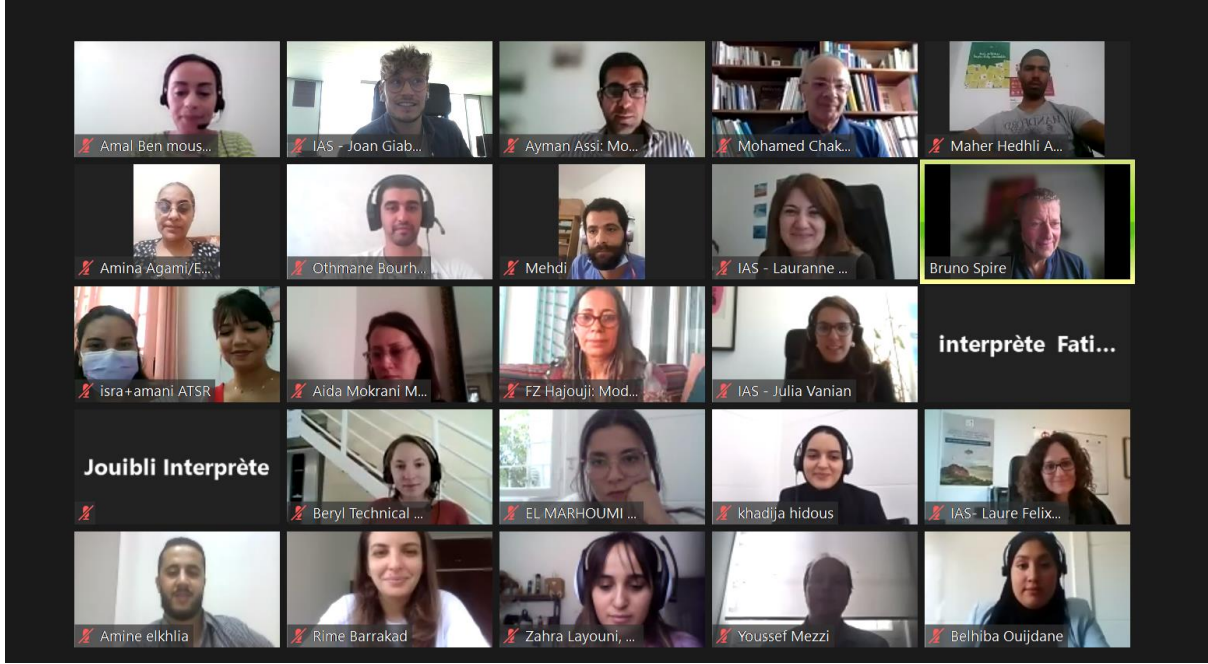 Amal Ben mous...
IAS - Joan Giab...
Ayman Assi: Mo...
Mohamed Chak...
Maher Hedhli A...
Amina Agami/E...
Othmane Bourh...
Mehdi
IAS - Lauranne ...
Bruno Spire
isra+amani ATSR
Aida Mokrani M...
FZ Hajouji: Mod...
IAS - Julia Vanian
interprète Fati...
Jouibli Interprète
Beryl Technical ...
EL MARHOUMI ...
khadija hidous
IAS- Laure Felix...
Amine elkhlia
Rime Barrakad
Zahra Layouni, ...
Youssef Mezzi
Belhiba Ouijdane